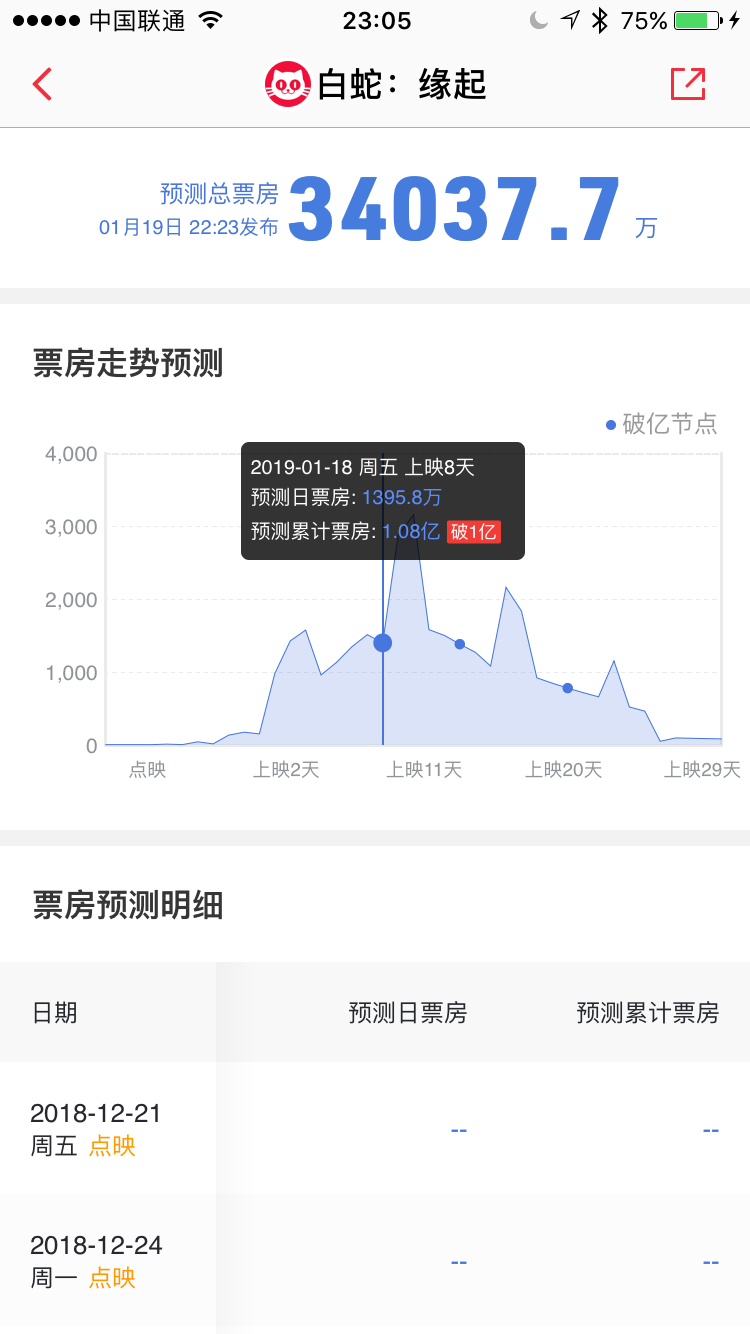 中国联通 23:05 75%
白蛇：缘起
预测总票房
01月19日 22:23发布
34037.7 万
票房走势预测
破亿节点
4,000
3,000
2,000
1,000
0
2019-01-18 周五 上映8天
预测日票房: 1395.8万
预测累计票房: 1.08亿 破1亿
点映 上映2天 上映11天 上映20天 上映29天
票房预测明细
日期 预测日票房 预测累计票房
2018-12-21
周五 点映 -- --
2018-12-24
周一 点映 -- --